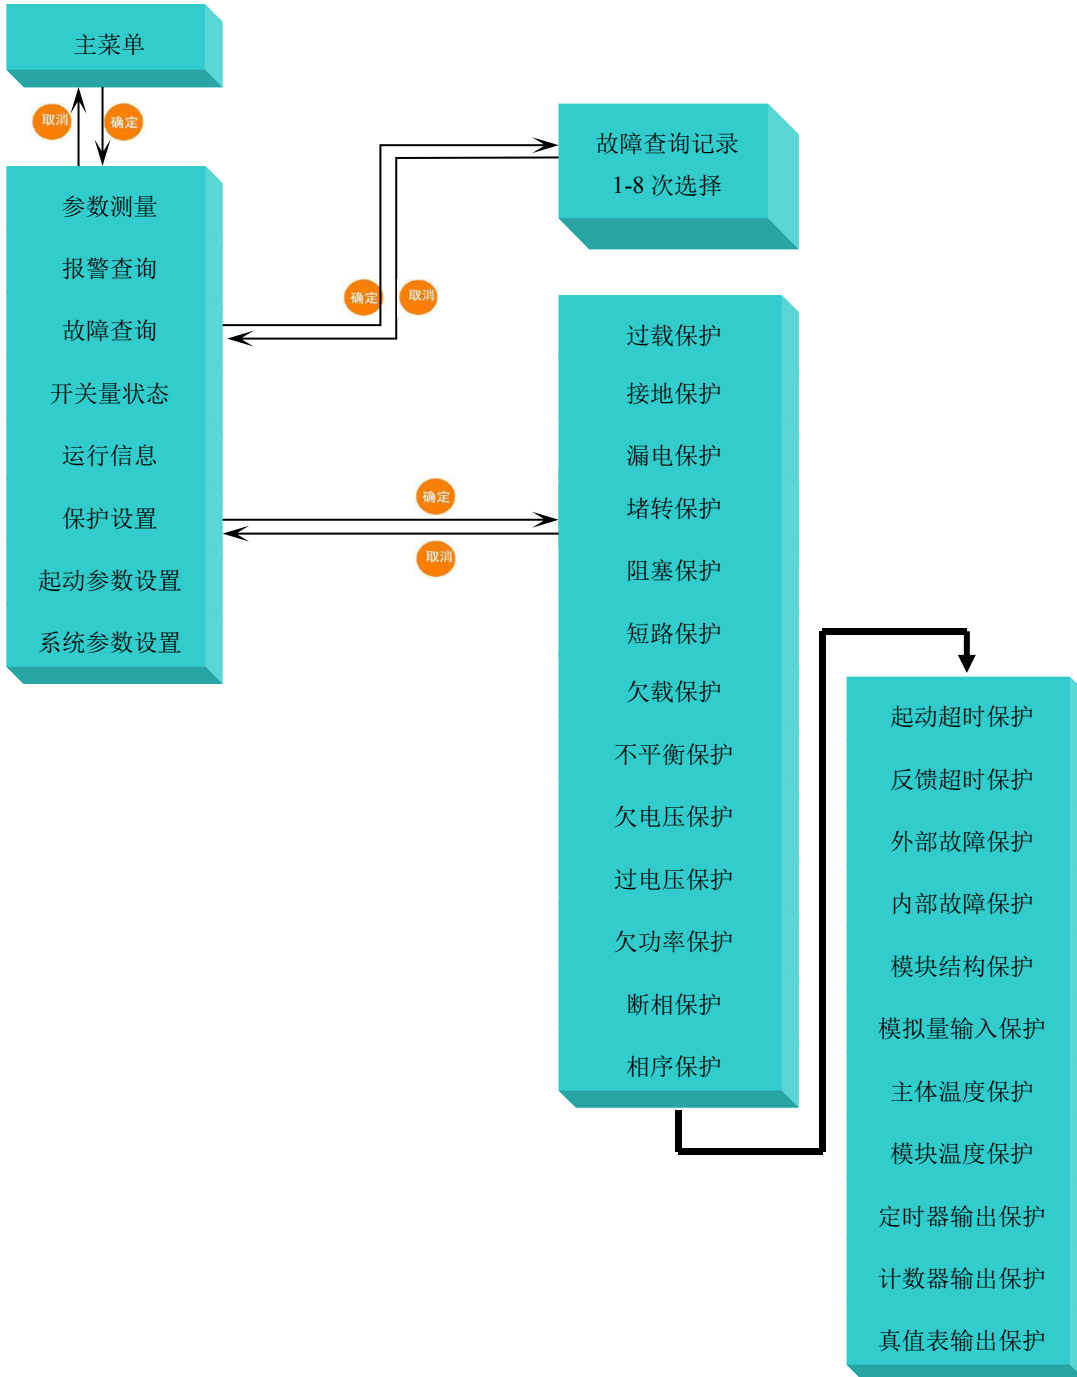 主菜单
取消
确定
参数测量
报警查询
故障查询
开关量状态
运行信息
保护设置
起动参数设置
系统参数设置
确定
取消
故障查询记录
1-8 次选择
确定
取消
过载保护
接地保护
漏电保护
堵转保护
阻塞保护
短路保护
欠载保护
不平衡保护
欠电压保护
过电压保护
欠功率保护
断相保护
相序保护
起动超时保护
反馈超时保护
外部故障保护
内部故障保护
模块结构保护
模拟量输入保护
主体温度保护
模块温度保护
定时器输出保护
计数器输出保护
真值表输出保护